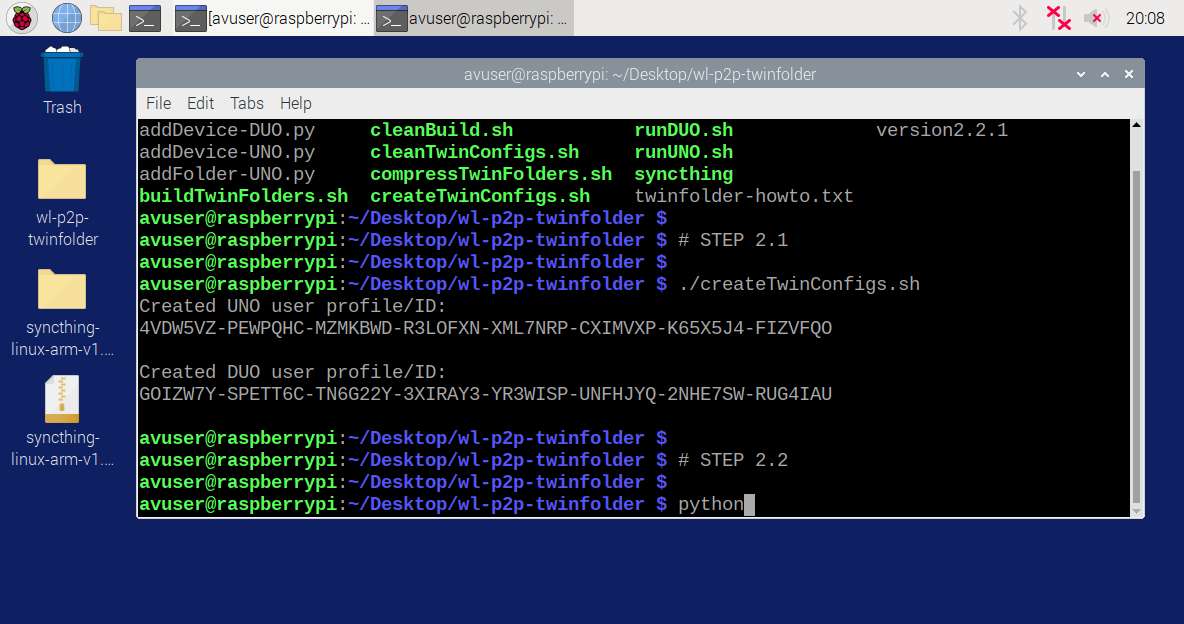 [avuser@raspberrypi: ...
avuser@raspberrypi: ~...
20:08
Trash
wl-p2p-
twinfolder
syncthing-
linux-arm-v1....
syncthing-
linux-arm-v1....
avuser@raspberrypi: ~/Desktop/wl-p2p-twinfolder
File Edit Tabs Help
addDevice-DUO.py cleanBuild.sh runDUO.sh version2.2.1
addDevice-UNO.py cleanTwinConfigs.sh runUNO.sh
addFolder-UNO.py compressTwinFolders.sh syncthing
buildTwinFolders.sh createTwinConfigs.sh twinfolder-howto.txt
avuser@raspberrypi:~/Desktop/wl-p2p-twinfolder $
avuser@raspberrypi:~/Desktop/wl-p2p-twinfolder $ # STEP 2.1
avuser@raspberrypi:~/Desktop/wl-p2p-twinfolder $
avuser@raspberrypi:~/Desktop/wl-p2p-twinfolder $ ./createTwinConfigs.sh
Created UNO user profile/ID:
4VDW5VZ-PEWPQHC-MZMKBWD-R3LOFXN-XML7NRP-CXIMVXP-K65X5J4-FIZVFQO
Created DUO user profile/ID:
GOIZW7Y-SPETT6C-TN6G22Y-3XIRAY3-YR3WISP-UNFHJYQ-2NHE7SW-RUG4IAU
avuser@raspberrypi:~/Desktop/wl-p2p-twinfolder $
avuser@raspberrypi:~/Desktop/wl-p2p-twinfolder $ # STEP 2.2
avuser@raspberrypi:~/Desktop/wl-p2p-twinfolder $
avuser@raspberrypi:~/Desktop/wl-p2p-twinfolder $ python